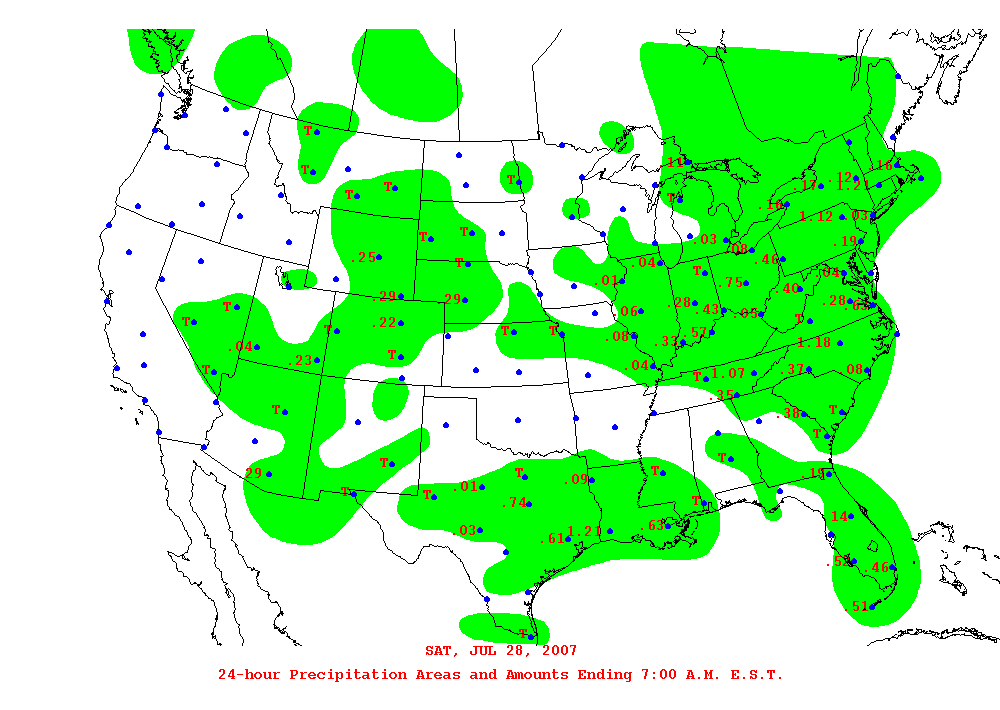 T
T
.11
.16
T
T
T
.17 .12 1.21
T
.16
1.12 .03
T
T
.03
.19
.08
.25
T
.04
.46
T
.04
.01
.75
.40
.29
29
.28
.28
.63
T
.06
.43
.05
T
.22
T
T
T
T
.08
.33
.57
1.18
.04
T
.23
.04
.37
T
T
1.07
08
.35
T
.38
T
T
T
T
29
T
T
.19
.01
.09
T
T
.74
T
14
.03
.63
.61
1.21
.52
.46
.51
T
SAT, JUL 28, 2007
24-hour Precipitation Areas and Amounts Ending 7:00 A.M. E.S.T.